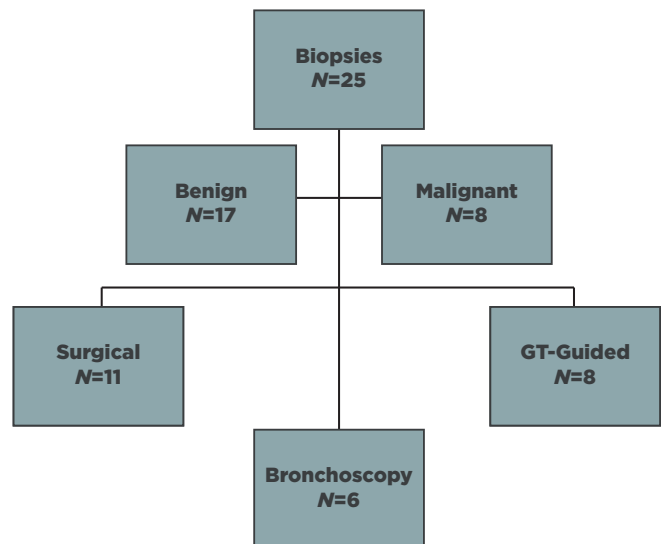 Biopsies
N=25
Benign
N=17
Malignant
N=8
Surgical
N=11
GT-Guided
N=8
Bronchoscopy
N=6